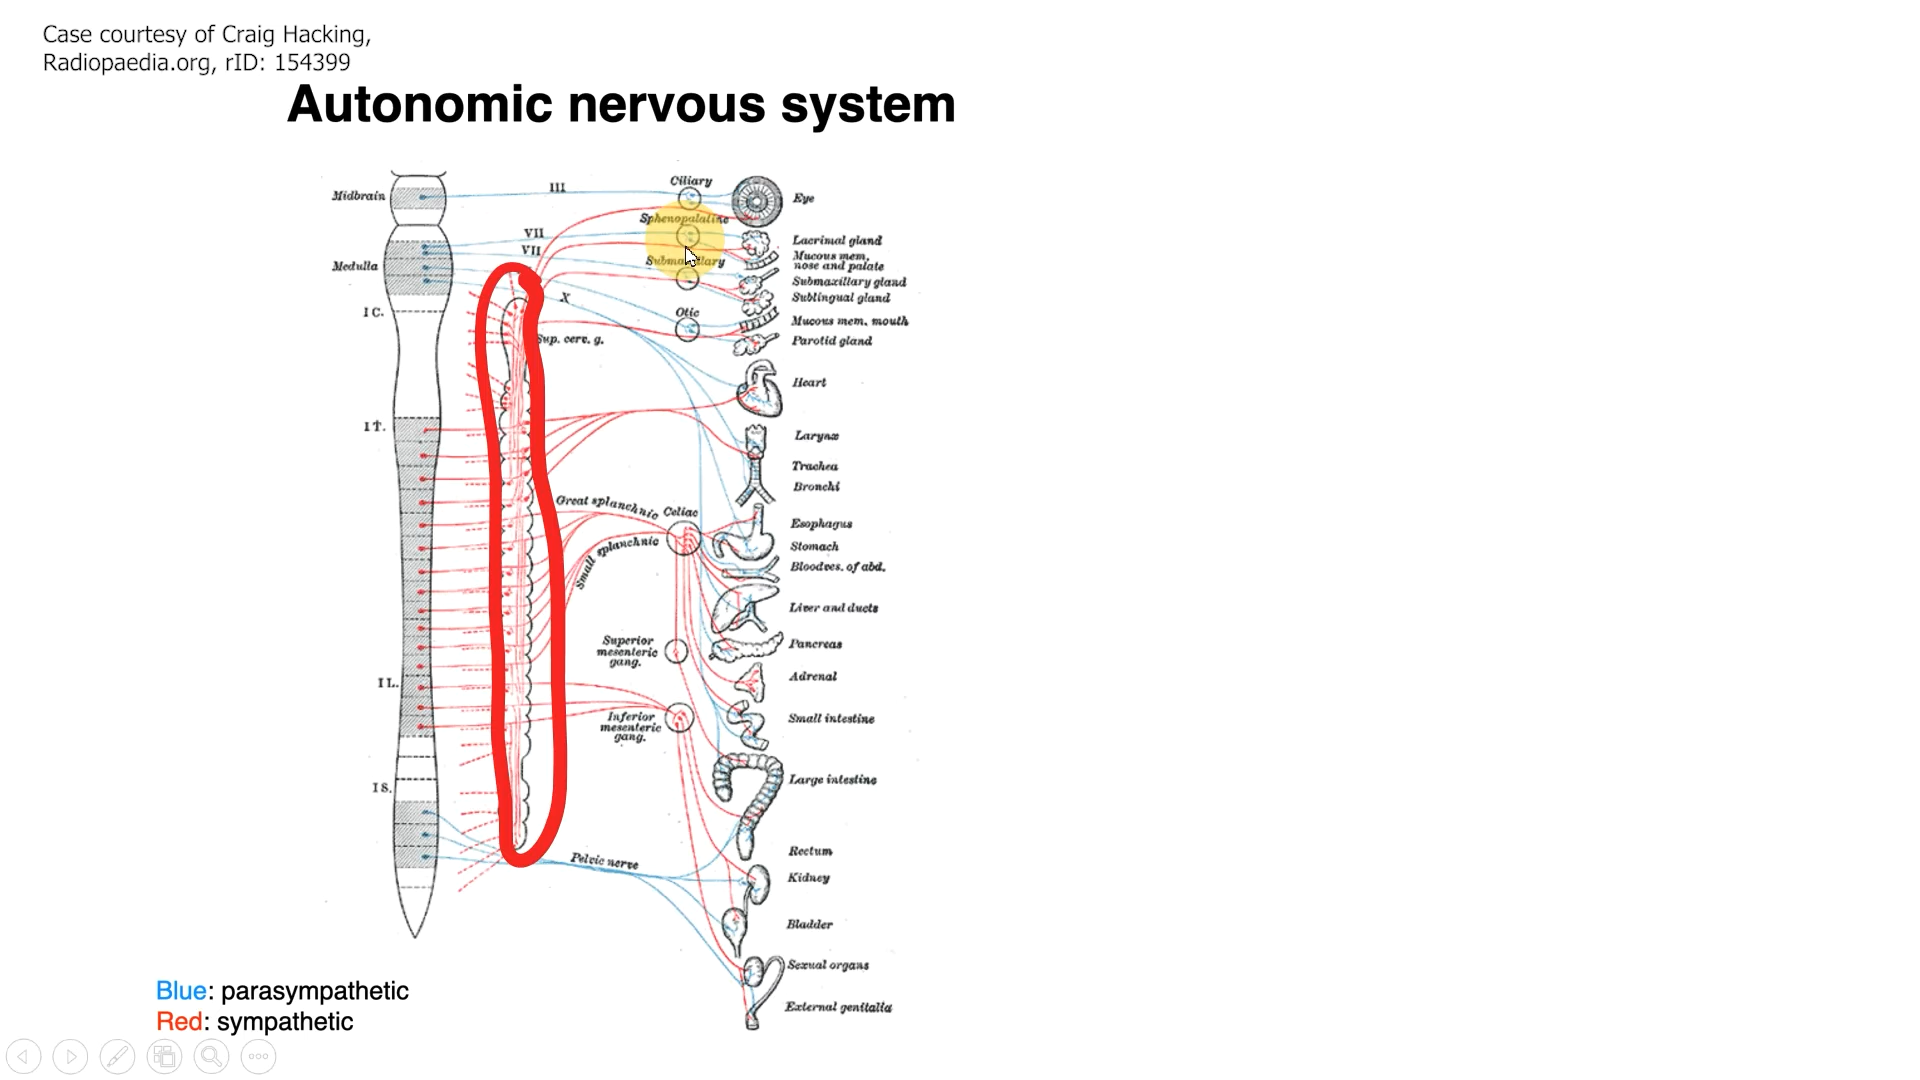 Case courtesy of Craig Hacking,
Radiopaedia.org, rID: 154399
Autonomic nervous system
Midbrain
III
Ciliary
Eye
Sphenopalatine
VII
VII
Lacrimal gland
Medulla
Submaxillary
Mucous mem.
nose and palate
Submaxillary gland
X
Sublingual gland
I C.
Otic
Mucous mem. mouth
Sup. cerv. g.
Parotid gland
Heart
I T.
Larynx
Trachea
Bronchi
Great splanchnic
Celiac
Esophagus
Small splanchnic
Stomach
Bloodves. of abd.
Liver and ducts
Superior
mesenteric
gang.
Pancreas
Adrenal
I L.
Inferior
mesenteric
gang.
Small intestine
Large intestine
I S.
Rectum
Pelvic nerve
Kidney
Bladder
Sexual organs
External genitalia
Blue: parasympathetic
Red: sympathetic